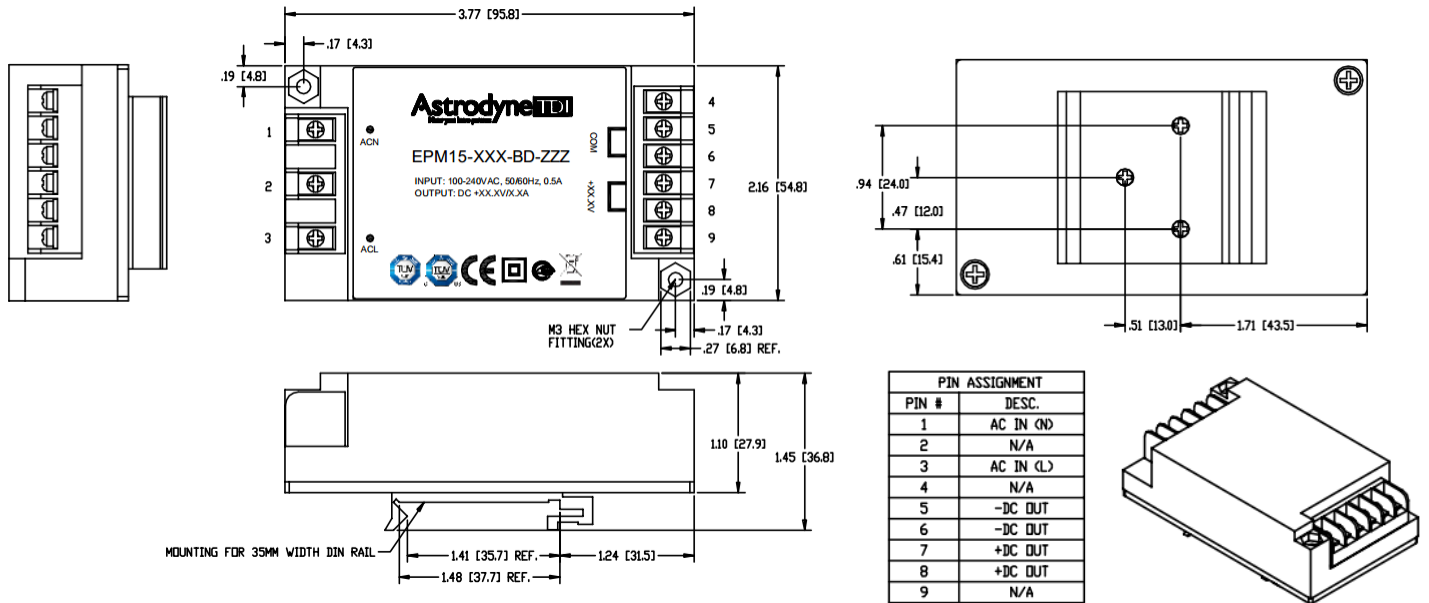 3.77 [95.8]
.17 [4.3]
.19 [4.8]
Astrodyne TDI
1
2
3
ACN
ACL
EPM15-XXX-BD-ZZZ
INPUT: 100-240VAC, 50/60Hz, 0.5A
OUTPUT: DC +XX.XV/X.XA
COM
+XX.XV
TUV
TUV
CE
4
5
6
7
8
9
2.16 [54.8]
.19 [4.8]
.17 [4.3]
.27 [6.8] REF.
M3 HEX NUT
FITTING(2X)
.94 [24.0]
.47 [12.0]
.61 [15.4]
.51 [13.0]
1.71 [43.5]
1.10 [27.9]
1.45 [36.8]
MOUNTING FOR 35MM WIDTH DIN RAIL
1.41 [35.7] REF.
1.24 [31.5]
1.48 [37.7] REF.
PIN ASSIGNMENT
PIN # DESC.
1 AC IN (N)
2 N/A
3 AC IN (L)
4 N/A
5 -DC OUT
6 -DC OUT
7 +DC OUT
8 +DC OUT
9 N/A